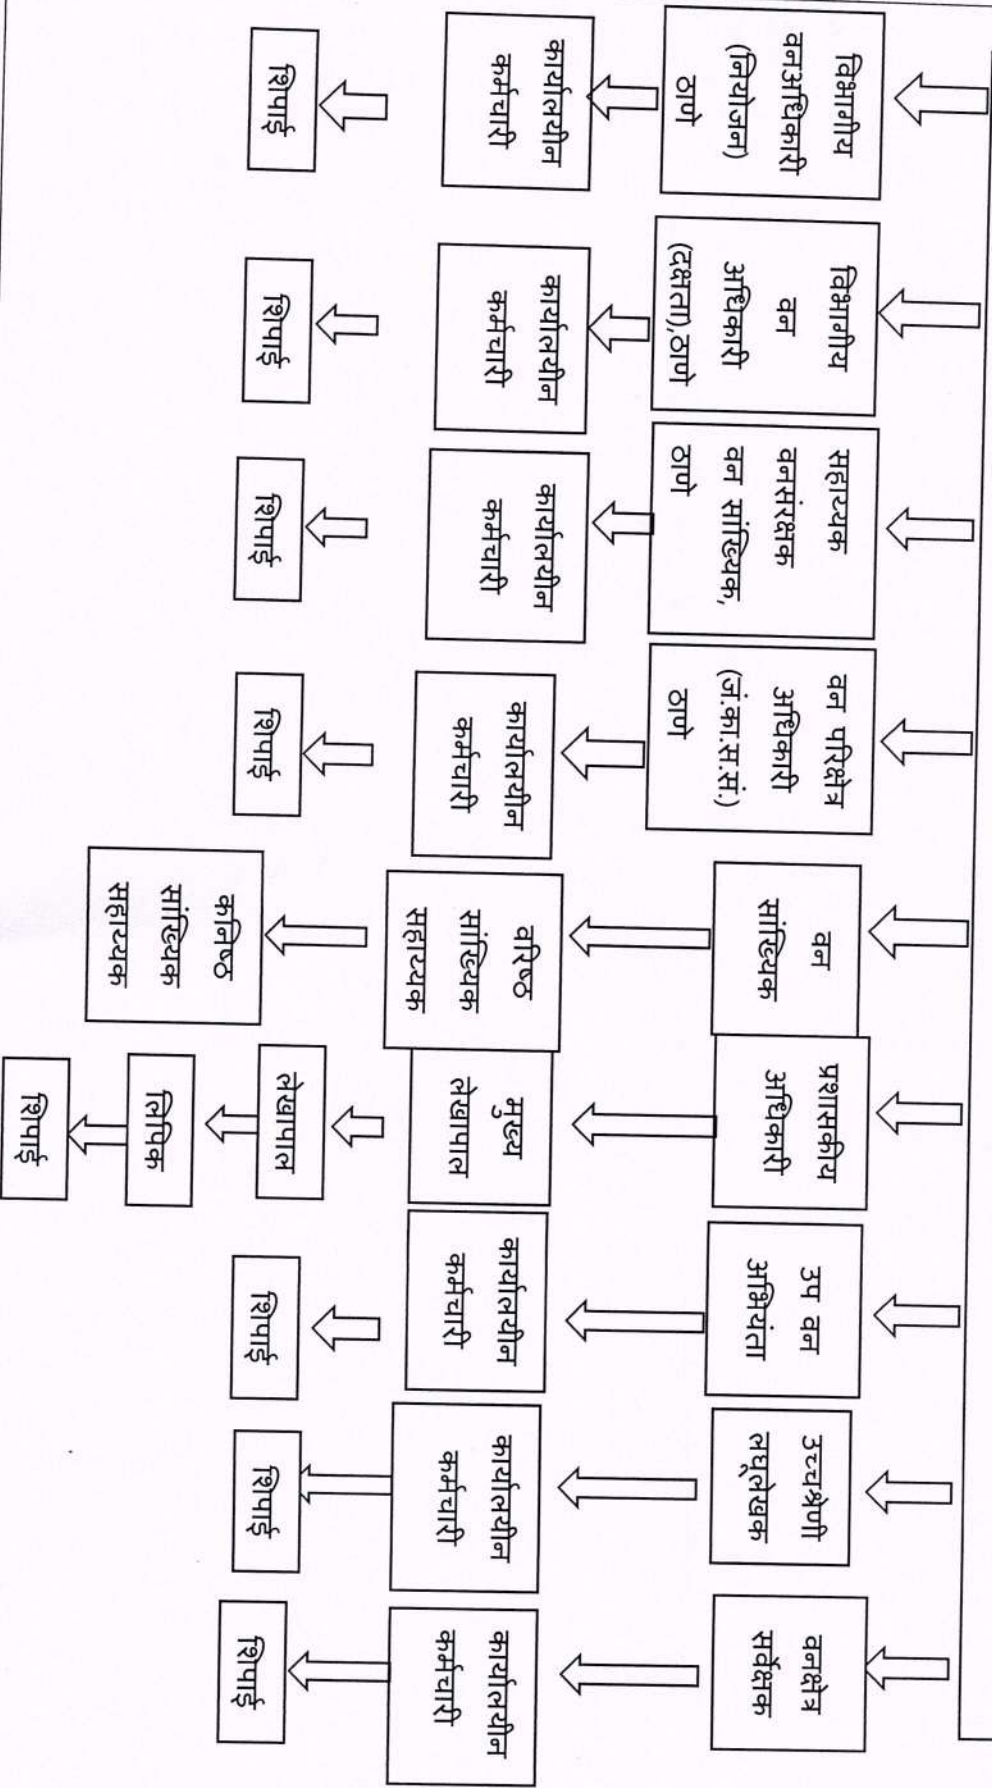 विभागीय
वनअधिकारी
(नियोजन)
ठाणे
विभागीय
वन
अधिकारी
(दक्षता),ठाणे
सहाय्यक
वनसंरक्षक
वन सांख्यिक,
ठाणे
वन परिक्षेत्र
अधिकारी
(जं.का.स.सं.)
ठाणे
वन
सांख्यिक
प्रशासकीय
अधिकारी
उप वन
अभियंता
उच्चश्रेणी
लघूलेखक
वनक्षेत्र
सर्वेक्षक
कार्यालयीन
कर्मचारी
कार्यालयीन
कर्मचारी
कार्यालयीन
कर्मचारी
कार्यालयीन
कर्मचारी
वरिष्ठ
सांख्यिक
सहाय्यक
मुख्य
लेखापाल
कार्यालयीन
कर्मचारी
कार्यालयीन
कर्मचारी
कार्यालयीन
कर्मचारी
शिपाई
शिपाई
शिपाई
शिपाई
कनिष्ठ
सांख्यिक
सहाय्यक
लेखापाल
लिपिक
शिपाई
शिपाई
शिपाई
शिपाई